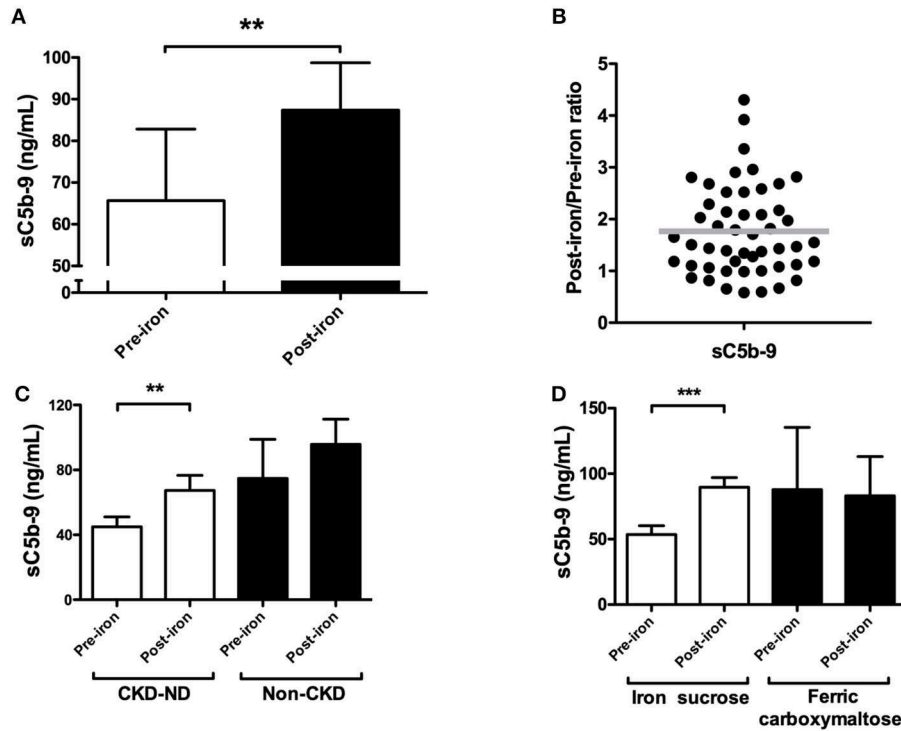 A
**
sC5b-9 (ng/mL)
100
90
80
70
60
50
0
Pre-iron
Post-iron
B
Post-iron/Pre-iron ratio
5
4
3
2
1
0
sC5b-9
C
**
sC5b-9 (ng/mL)
120
80
40
0
Pre-iron
Post-iron
Pre-iron
Post-iron
CKD-ND
Non-CKD
D
***
sC5b-9 (ng/mL)
150
100
50
0
Pre-iron
Post-iron
Pre-iron
Post-iron
Iron sucrose
Ferric
carboxymaltose